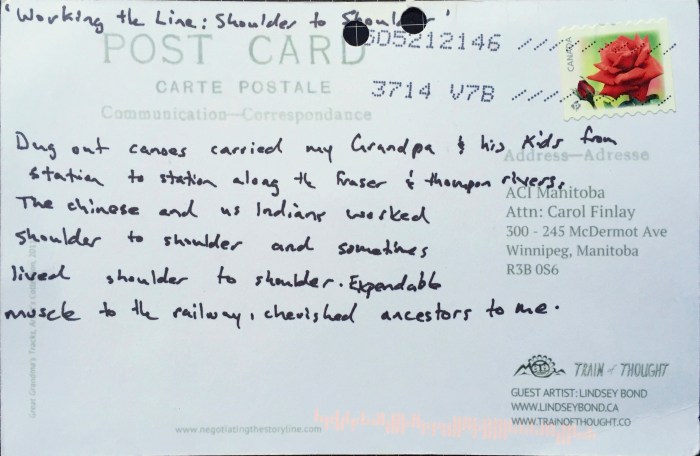 'Working the Line: Shoulder to Shoulder'
POST CARD
CARTE POSTALE
Communication—Correspondance
605212146
3714 V7B
CANADA
P
Dug out canoes carried my Grandpa & his kids from
station to station along the Fraser & thompson rivers.
The chinese and us Indians worked
shoulder to shoulder and sometimes
lived shoulder to shoulder. Expendable
muscle to the railway, cherished ancestors to me.
Address—Adresse
ACI Manitoba
Attn: Carol Finlay
300 - 245 McDermot Ave
Winnipeg, Manitoba
R3B 0S6
TRAIN of THOUGHT
GUEST ARTIST: LINDSEY BOND
WWW.LINDSEYBOND.CA
WWW.TRAINOFTHOUGHT.CO
www.negotiatingthestoryline.com
Great Grandma's Tracks,